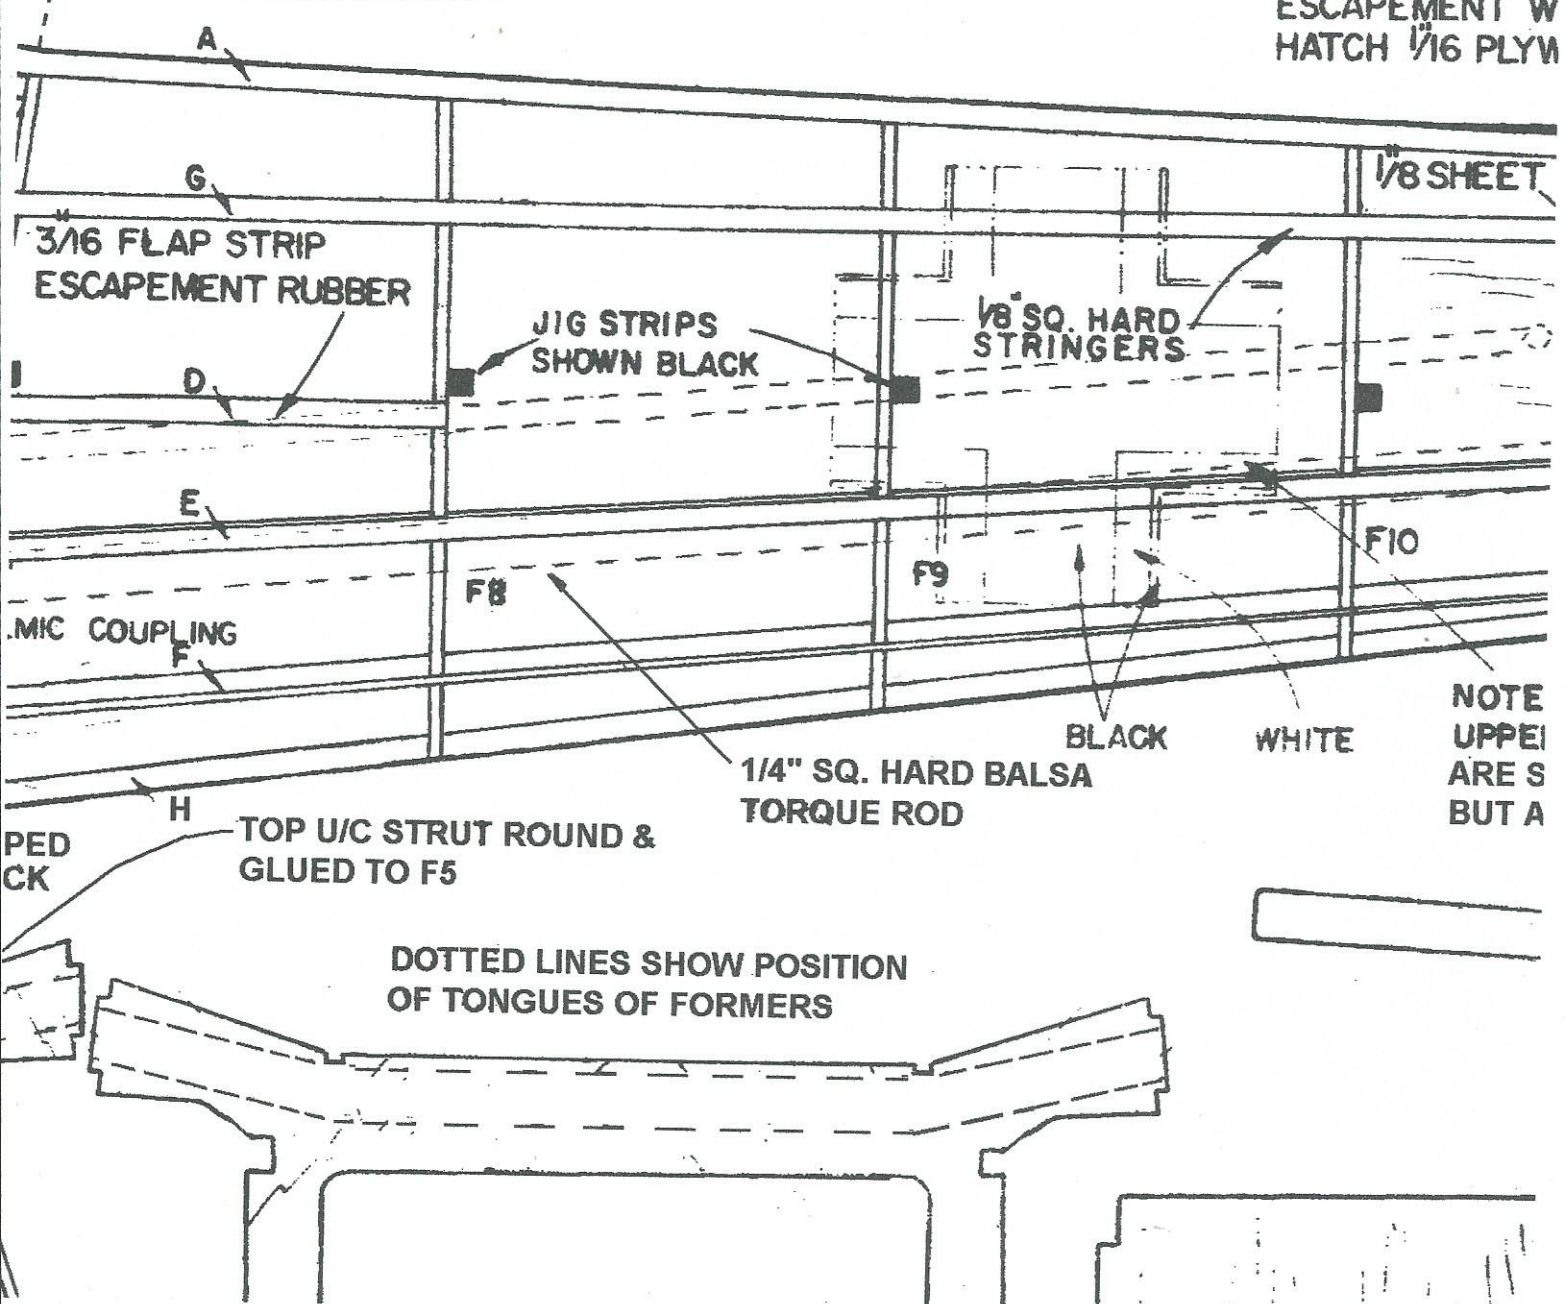 ESCAPEMENT W
HATCH 1/16" PLYW
A
1/8" SHEET
G
3/16" FLAP STRIP
ESCAPEMENT RUBBER
JIG STRIPS
SHOWN BLACK
1/8" SQ. HARD
STRINGERS
D
E
F8
F9
F10
.MIC COUPLING
F
BLACK
WHITE
NOTE
UPPE
ARE S
BUT A
1/4" SQ. HARD BALSA
TORQUE ROD
H
PED
CK
TOP U/C STRUT ROUND &
GLUED TO F5
DOTTED LINES SHOW POSITION
OF TONGUES OF FORMERS